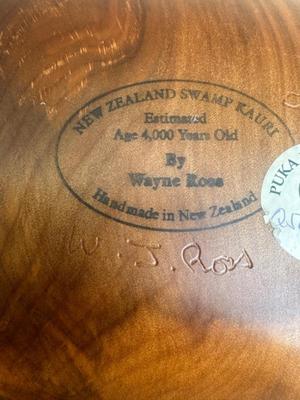 NEW ZEALAND SWAMP KAURI
Estimated
Age 4,000 Years Old
By
Wayne Ross
Handmade in New Zealand
W. J. Ross
PUKA